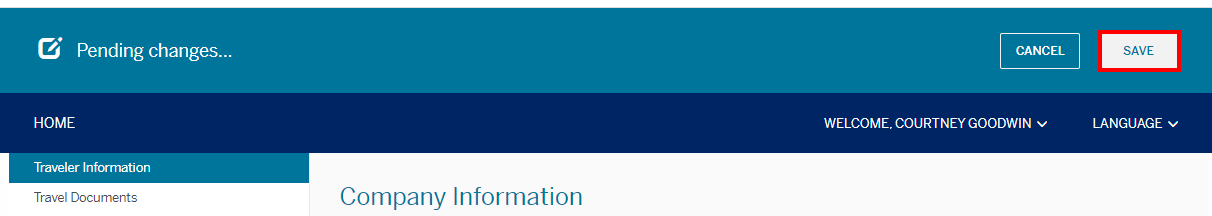 Pending changes...
CANCEL
SAVE
HOME
WELCOME, COURTNEY GOODWIN
LANGUAGE
Traveler Information
Travel Documents
Company Information